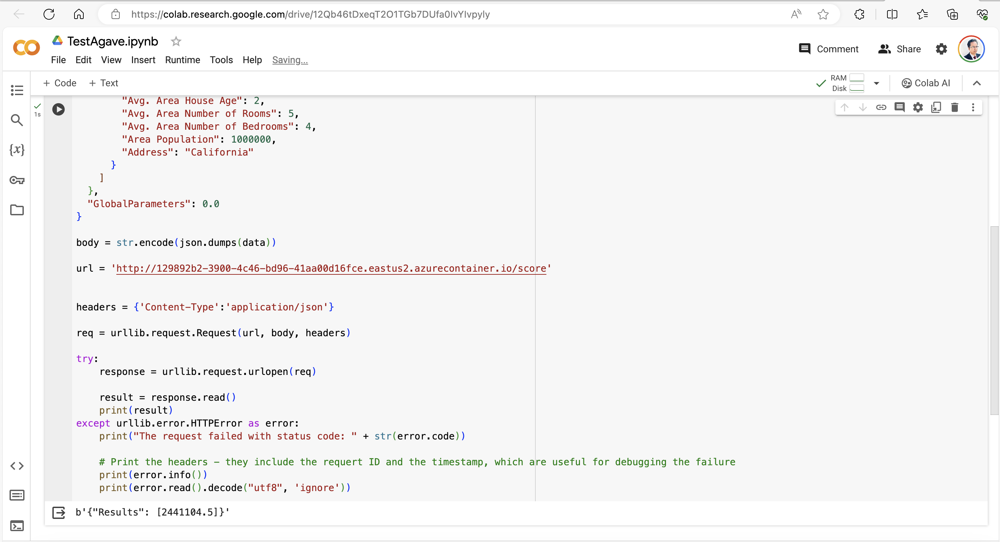 https://colab.research.google.com/drive/12Qb46tDxeqT2O1TGb7DUfa0IvYIvpyIy
TestAgave.ipynb
Comment
Share
File Edit View Insert Runtime Tools Help Saving...
+ Code + Text
RAM
Disk
Colab AI
1s
"Avg. Area House Age": 2,
"Avg. Area Number of Rooms": 5,
"Avg. Area Number of Bedrooms": 4,
"Area Population": 1000000,
"Address": "California"
}
]
},
"GlobalParameters": 0.0
}
body = str.encode(json.dumps(data))
url = 'http://129892b2-3900-4c46-bd96-41aa00d16fce.eastus2.azurecontainer.io/score'
headers = {'Content-Type':'application/json'}
req = urllib.request.Request(url, body, headers)
try:
response = urllib.request.urlopen(req)
result = response.read()
print(result)
except urllib.error.HTTPError as error:
print("The request failed with status code: " + str(error.code))
# Print the headers - they include the requert ID and the timestamp, which are useful for debugging the failure
print(error.info())
print(error.read().decode("utf8", 'ignore'))
b'{"Results": [2441104.5]}'